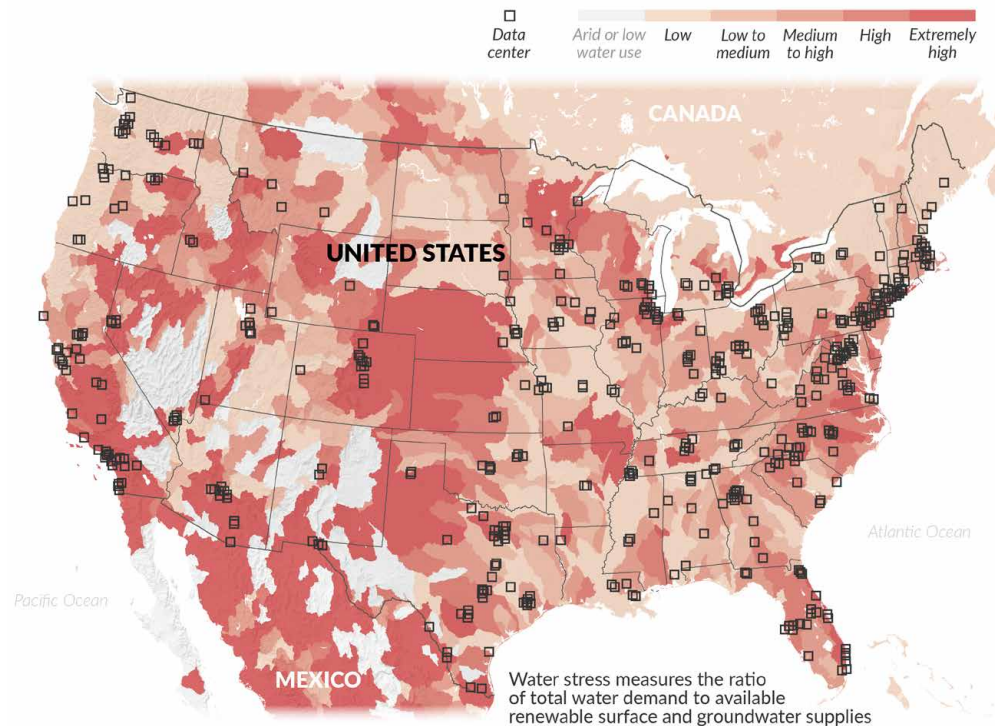 Data
center
Arid or low
water use
Low
Low to
medium
Medium
to high
High
Extremely
high
CANADA
UNITED STATES
Atlantic Ocean
Pacific Ocean
MEXICO
Water stress measures the ratio
of total water demand to available
renewable surface and groundwater supplies